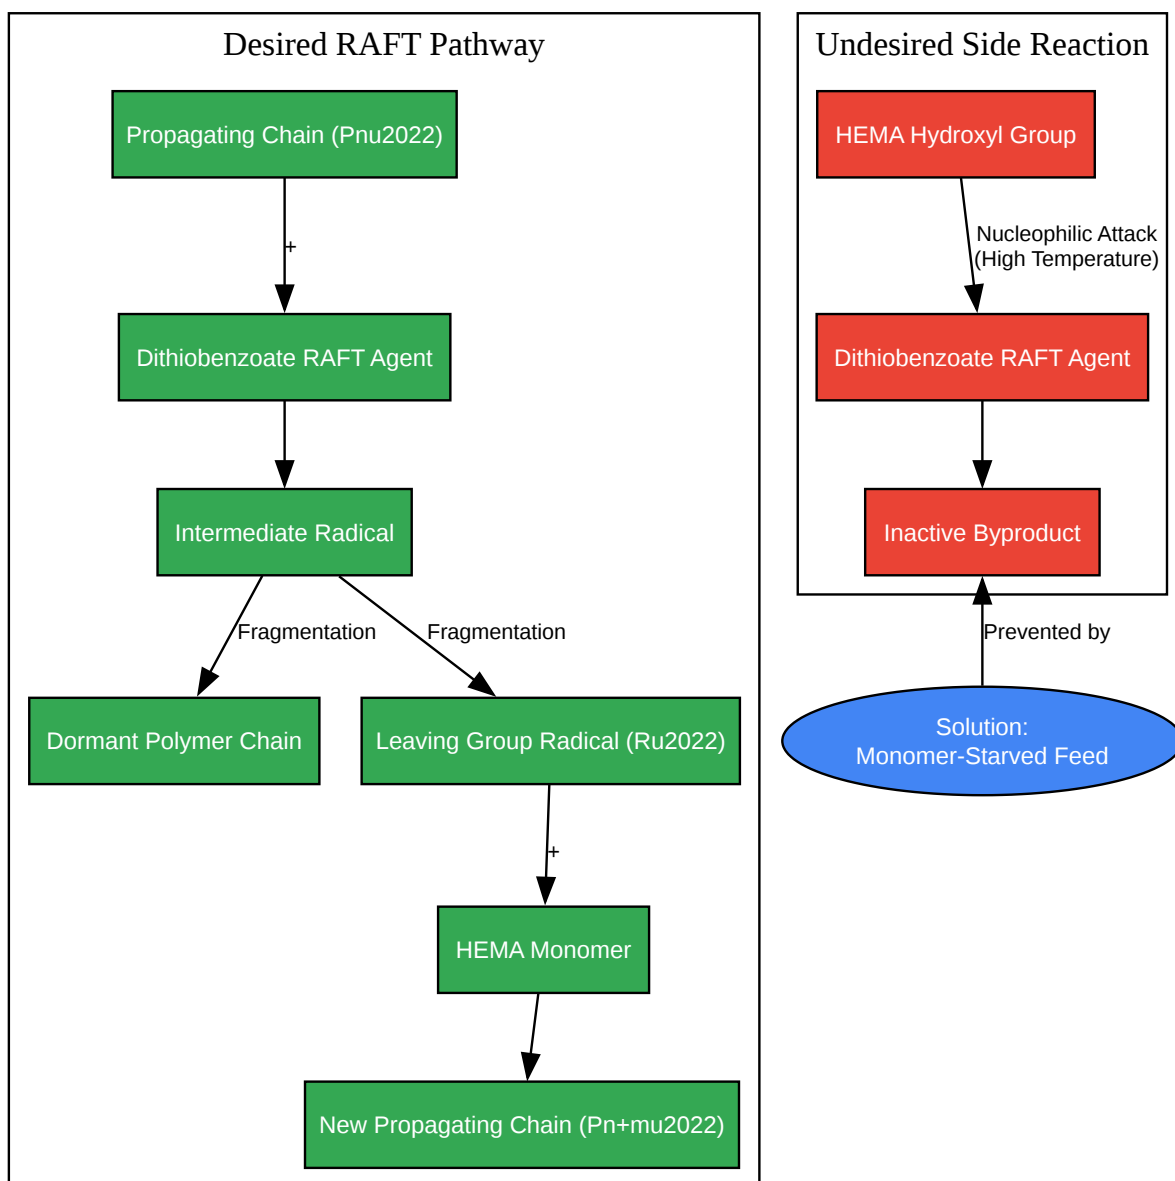 Desired RAFT Pathway
Propagating Chain (Pnu2022)
+
Dithiobenzoate RAFT Agent
Intermediate Radical
Fragmentation
Fragmentation
Dormant Polymer Chain
Leaving Group Radical (Ru2022)
+
HEMA Monomer
New Propagating Chain (Pn+mu2022)
Undesired Side Reaction
HEMA Hydroxyl Group
Nucleophilic Attack
(High Temperature)
Dithiobenzoate RAFT Agent
Inactive Byproduct
Prevented by
Solution:
Monomer-Starved Feed